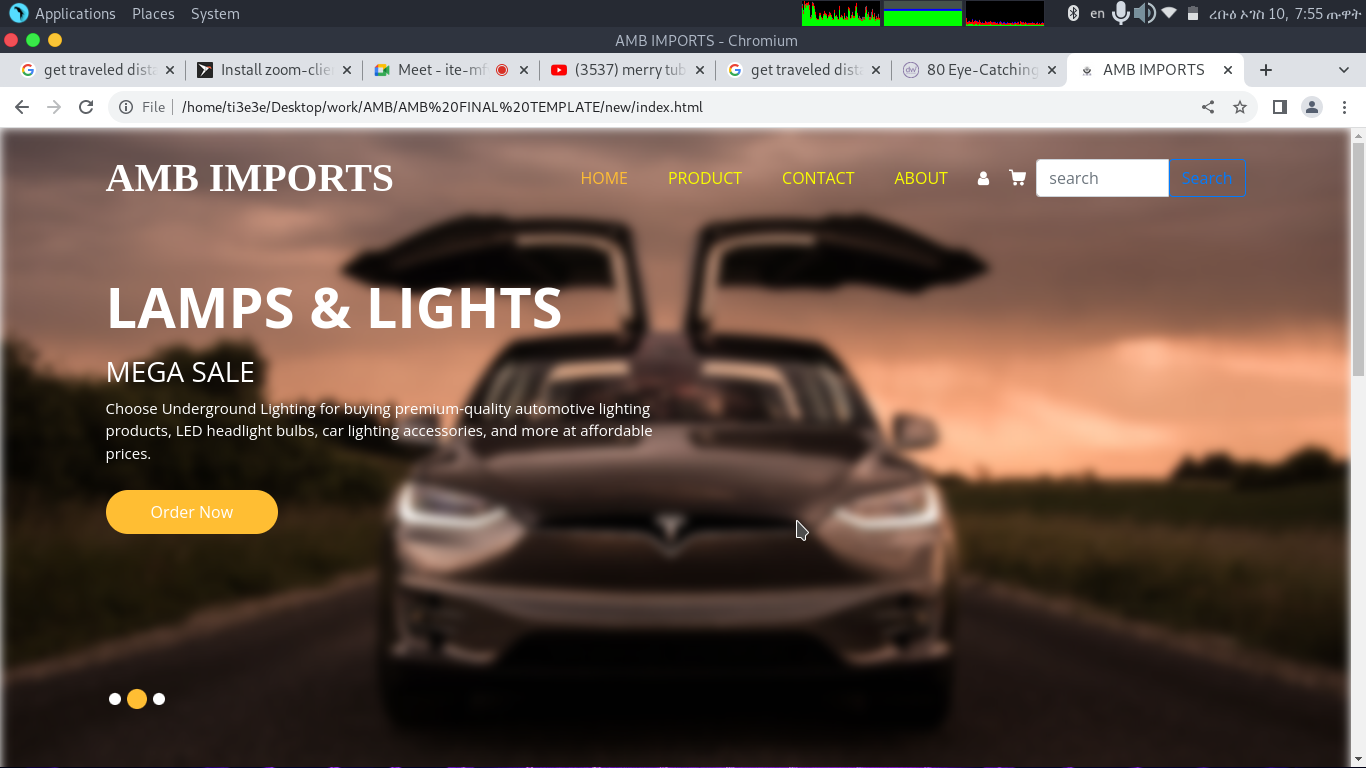 Applications Places System
en ረቡዕ ኦገስ 10, 7:55 ጡዋት
AMB IMPORTS - Chromium
get traveled dista Install zoom-clie Meet - ite-mf (3537) merry tub get traveled dista 80 Eye-Catching AMB IMPORTS
File /home/ti3e3e/Desktop/work/AMB/AMB%20FINAL%20TEMPLATE/new/index.html
AMB IMPORTS HOME PRODUCT CONTACT ABOUT search Search
LAMPS & LIGHTS
MEGA SALE
Choose Underground Lighting for buying premium-quality automotive lighting
products, LED headlight bulbs, car lighting accessories, and more at affordable
prices.
Order Now